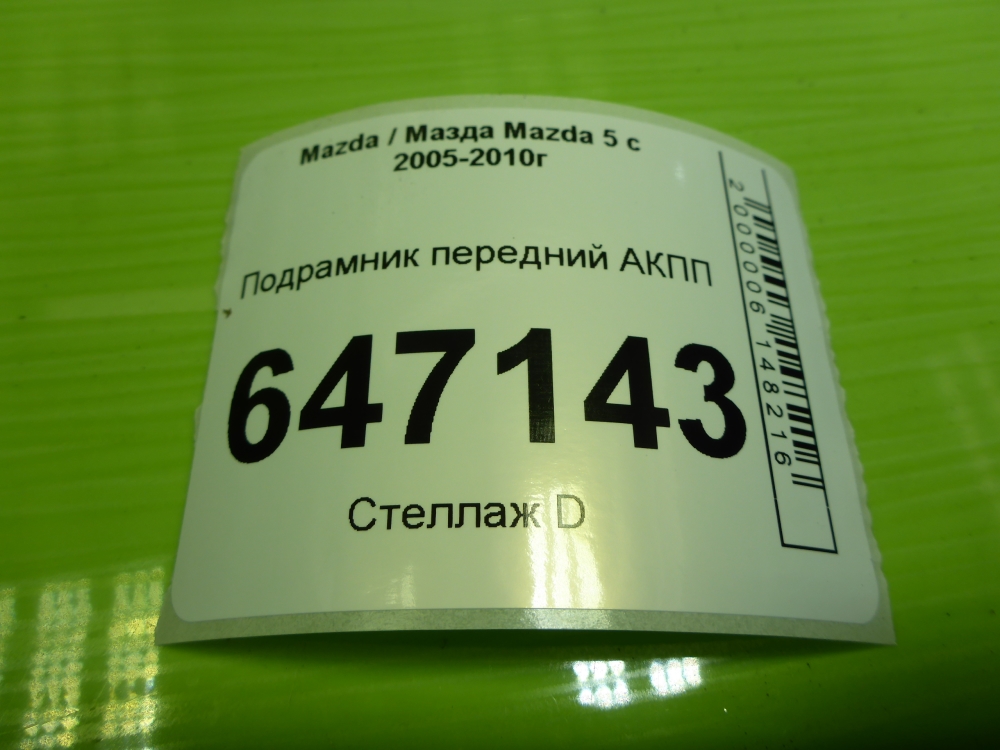 Mazda / Мазда Mazda 5 с
2005-2010г
Подрамник передний АКПП
647143
Стеллаж D
2000006148216